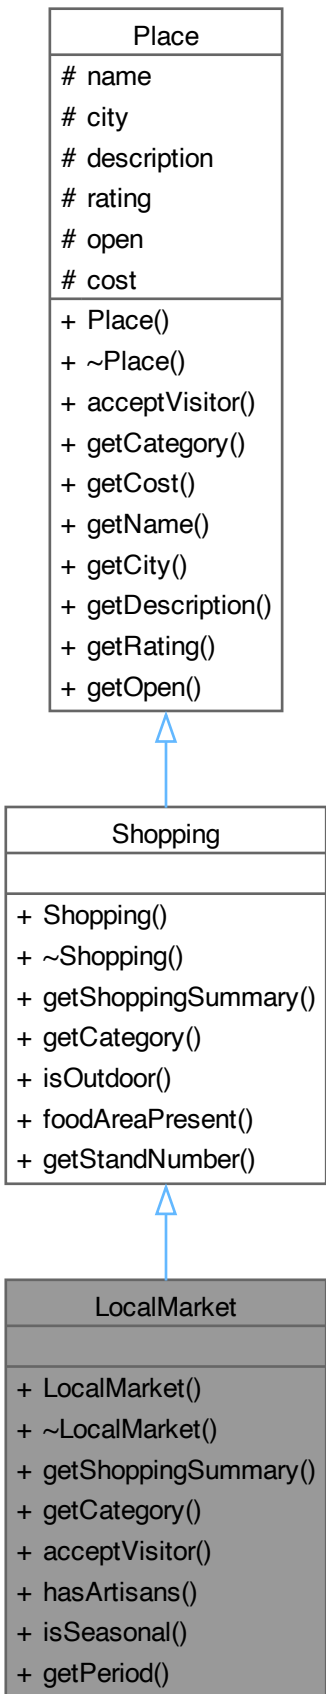 Place
# name
# city
# description
# rating
# open
# cost
+ Place()
+ ~Place()
+ acceptVisitor()
+ getCategory()
+ getCost()
+ getName()
+ getCity()
+ getDescription()
+ getRating()
+ getOpen()
Shopping
+ Shopping()
+ ~Shopping()
+ getShoppingSummary()
+ getCategory()
+ isOutdoor()
+ foodAreaPresent()
+ getStandNumber()
LocalMarket
+ LocalMarket()
+ ~LocalMarket()
+ getShoppingSummary()
+ getCategory()
+ acceptVisitor()
+ hasArtisans()
+ isSeasonal()
+ getPeriod()